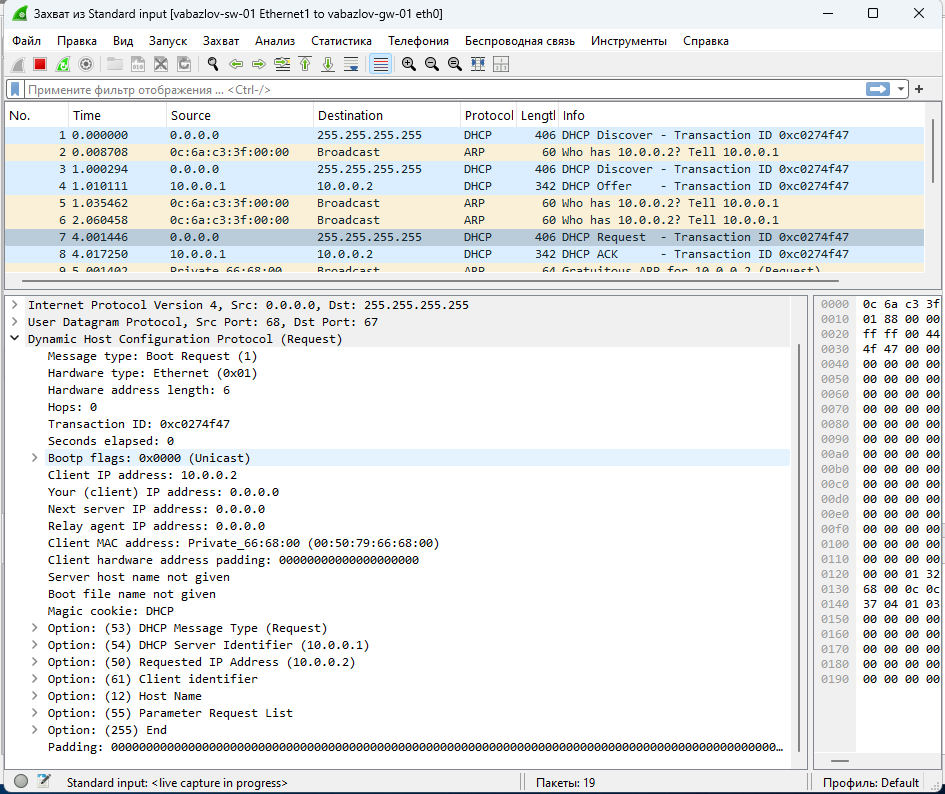 Захват из Standard input [vabazlov-sw-01 Ethernet1 to vabazlov-gw-01 eth0]
Файл Правка Вид Запуск Захват Анализ Статистика Телефония Беспроводная связь Инструменты Справка
Примените фильтр отображения ... <Ctrl-/>
No. Time Source Destination Protocol Lengtl Info
1 0.000000 0.0.0.0 255.255.255.255 DHCP 406 DHCP Discover - Transaction ID 0xc0274f47
2 0.008708 0c:6a:c3:3f:00:00 Broadcast ARP 60 Who has 10.0.0.2? Tell 10.0.0.1
3 1.000294 0.0.0.0 255.255.255.255 DHCP 406 DHCP Discover - Transaction ID 0xc0274f47
4 1.010111 10.0.0.1 10.0.0.2 DHCP 342 DHCP Offer - Transaction ID 0xc0274f47
5 1.035462 0c:6a:c3:3f:00:00 Broadcast ARP 60 Who has 10.0.0.2? Tell 10.0.0.1
6 2.060458 0c:6a:c3:3f:00:00 Broadcast ARP 60 Who has 10.0.0.2? Tell 10.0.0.1
7 4.001446 0.0.0.0 255.255.255.255 DHCP 406 DHCP Request - Transaction ID 0xc0274f47
8 4.017250 10.0.0.1 10.0.0.2 DHCP 342 DHCP ACK - Transaction ID 0xc0274f47
9 5.001402 Private_66:68:00 Broadcast ARP 64 Gratuitous ARP for 10.0.0.2 (Request)
Internet Protocol Version 4, Src: 0.0.0.0, Dst: 255.255.255.255
User Datagram Protocol, Src Port: 68, Dst Port: 67
Dynamic Host Configuration Protocol (Request)
Message type: Boot Request (1)
Hardware type: Ethernet (0x01)
Hardware address length: 6
Hops: 0
Transaction ID: 0xc0274f47
Seconds elapsed: 0
Bootp flags: 0x0000 (Unicast)
Client IP address: 10.0.0.2
Your (client) IP address: 0.0.0.0
Next server IP address: 0.0.0.0
Relay agent IP address: 0.0.0.0
Client MAC address: Private_66:68:00 (00:50:79:66:68:00)
Client hardware address padding: 00000000000000000000
Server host name not given
Boot file name not given
Magic cookie: DHCP
Option: (53) DHCP Message Type (Request)
Option: (54) DHCP Server Identifier (10.0.0.1)
Option: (50) Requested IP Address (10.0.0.2)
Option: (61) Client identifier
Option: (12) Host Name
Option: (55) Parameter Request List
Option: (255) End
Padding: 00000000000000000000000000000000000000000000000000000000000000000000000000000000000000000000000…
0000 0c 6a c3 3f
0010 01 88 00 00
0020 ff ff 00 44
0030 4f 47 00 00
0040 00 00 00 00
0050 00 00 00 00
0060 00 00 00 00
0070 00 00 00 00
0080 00 00 00 00
0090 00 00 00 00
00a0 00 00 00 00
00b0 00 00 00 00
00c0 00 00 00 00
00d0 00 00 00 00
00e0 00 00 00 00
00f0 00 00 00 00
0100 00 00 00 00
0110 00 00 00 00
0120 00 00 01 32
0130 68 00 0c 0c
0140 37 04 01 03
0150 00 00 00 00
0160 00 00 00 00
0170 00 00 00 00
0180 00 00 00 00
0190 00 00 00 00
Standard input: <live capture in progress> Пакеты: 19 Профиль: Default